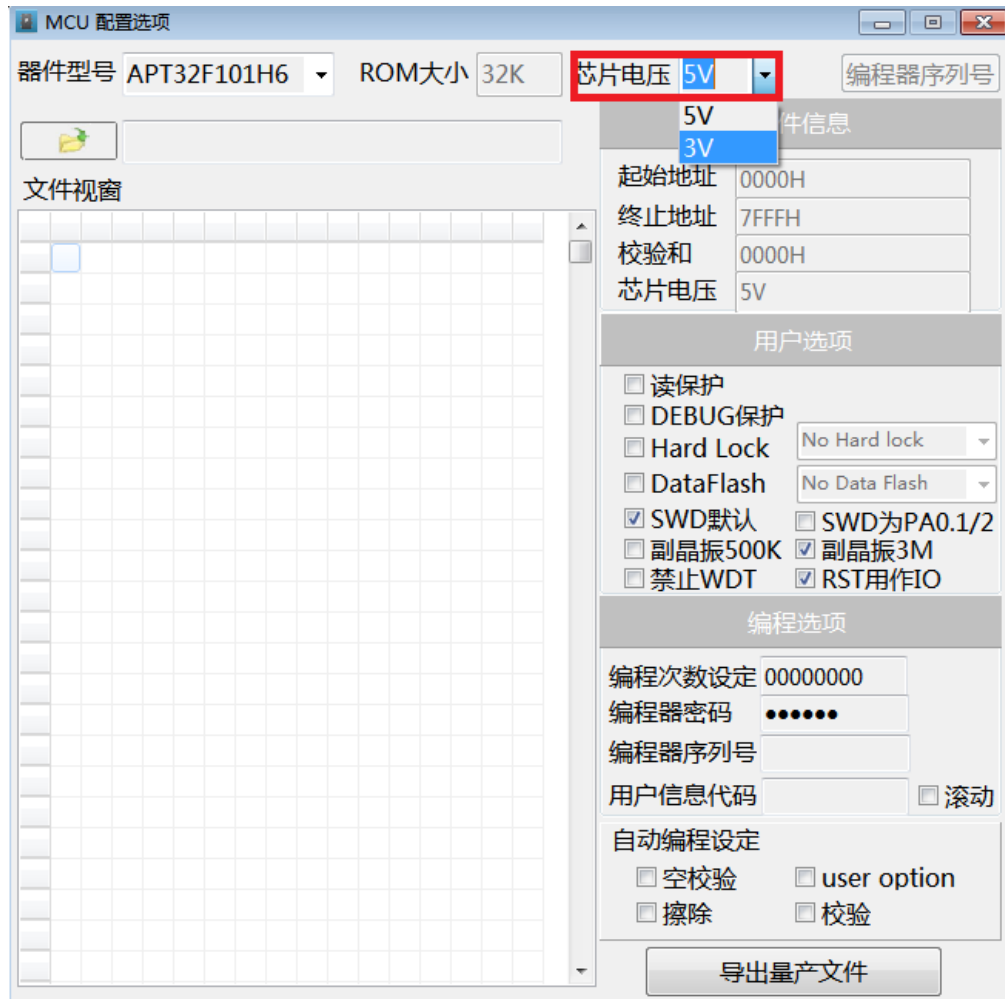 MCU 配置选项
器件型号 APT32F101H6 ROM大小 32K 芯片电压 5V 编程器序列号
5V
3V
件信息
文件视窗
起始地址 0000H
终止地址 7FFFH
校验和 0000H
芯片电压 5V
用户选项
读保护
DEBUG保护
Hard Lock No Hard lock
DataFlash No Data Flash
SWD默认 SWD为PA0.1/2
副晶振500K 副晶振3M
禁止WDT RST用作IO
编程选项
编程次数设定 00000000
编程器密码 ●●●●●●
编程器序列号
用户信息代码 滚动
自动编程设定
空校验 user option
擦除 校验
导出量产文件